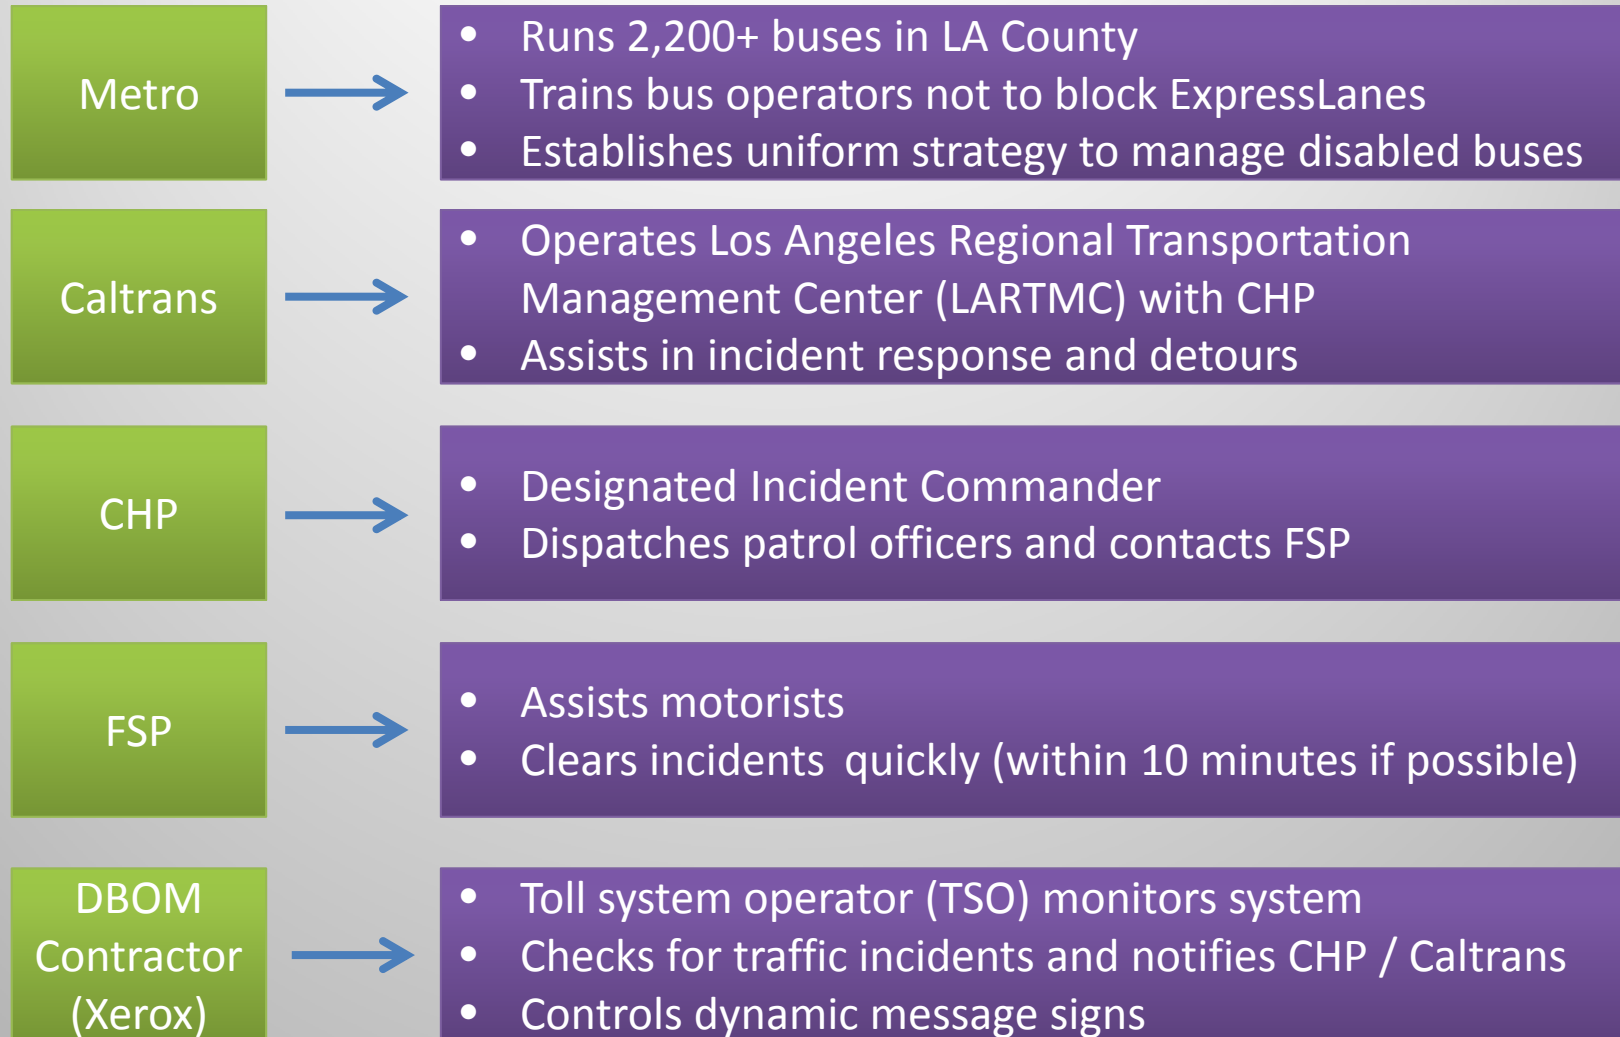 Metro
• Runs 2,200+ buses in LA County
• Trains bus operators not to block ExpressLanes
• Establishes uniform strategy to manage disabled buses
Caltrans
• Operates Los Angeles Regional Transportation
Management Center (LARTMC) with CHP
• Assists in incident response and detours
CHP
• Designated Incident Commander
• Dispatches patrol officers and contacts FSP
FSP
• Assists motorists
• Clears incidents  quickly (within 10 minutes if possible)
DBOM
Contractor
(Xerox)
• Toll system operator (TSO) monitors system
• Checks for traffic incidents and notifies CHP / Caltrans
• Controls dynamic message signs